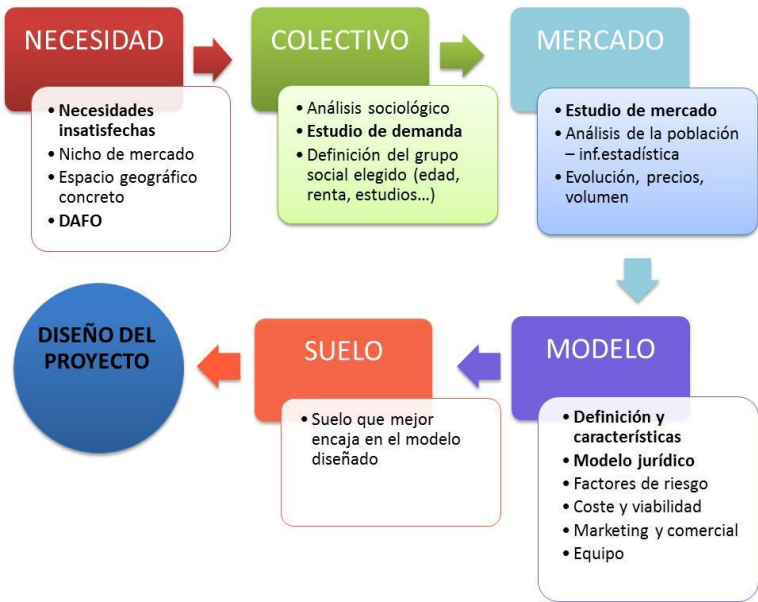 NECESIDAD
• Necesidades
insatisfechas
• Nicho de mercado
• Espacio geográfico
concreto
• DAFO
COLECTIVO
• Análisis sociológico
• Estudio de demanda
• Definición del grupo
social elegido (edad,
renta, estudios...)
MERCADO
• Estudio de mercado
• Análisis de la población
– inf.estadística
• Evolución, precios,
volumen
MODELO
• Definición y
características
• Modelo jurídico
• Factores de riesgo
• Coste y viabilidad
• Marketing y comercial
• Equipo
SUELO
• Suelo que mejor
encaja en el modelo
diseñado
DISEÑO DEL
PROYECTO